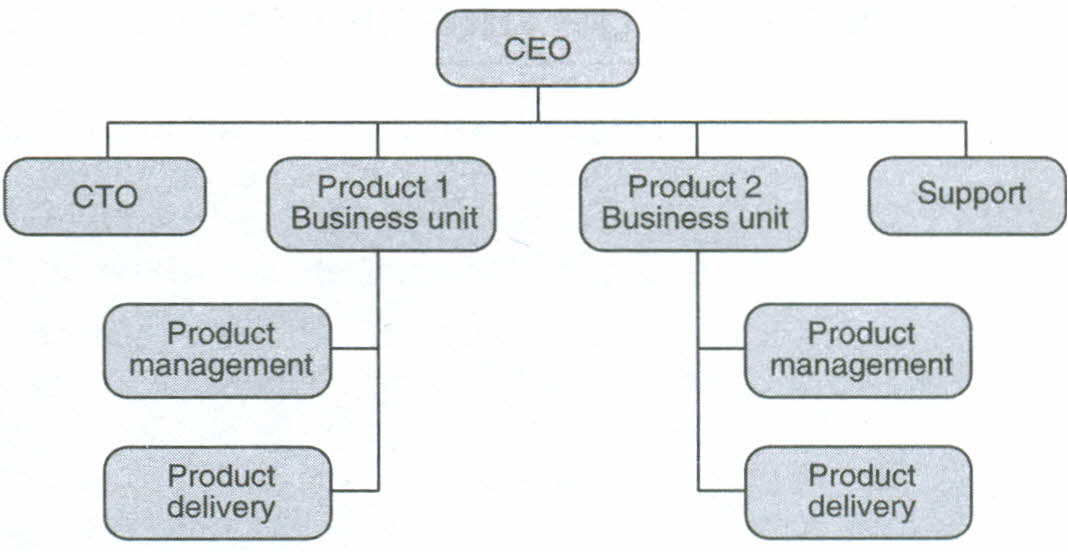 CEO
CTO
Product 1
Business unit
Product 2
Business unit
Support
Product
management
Product
management
Product
delivery
Product
delivery